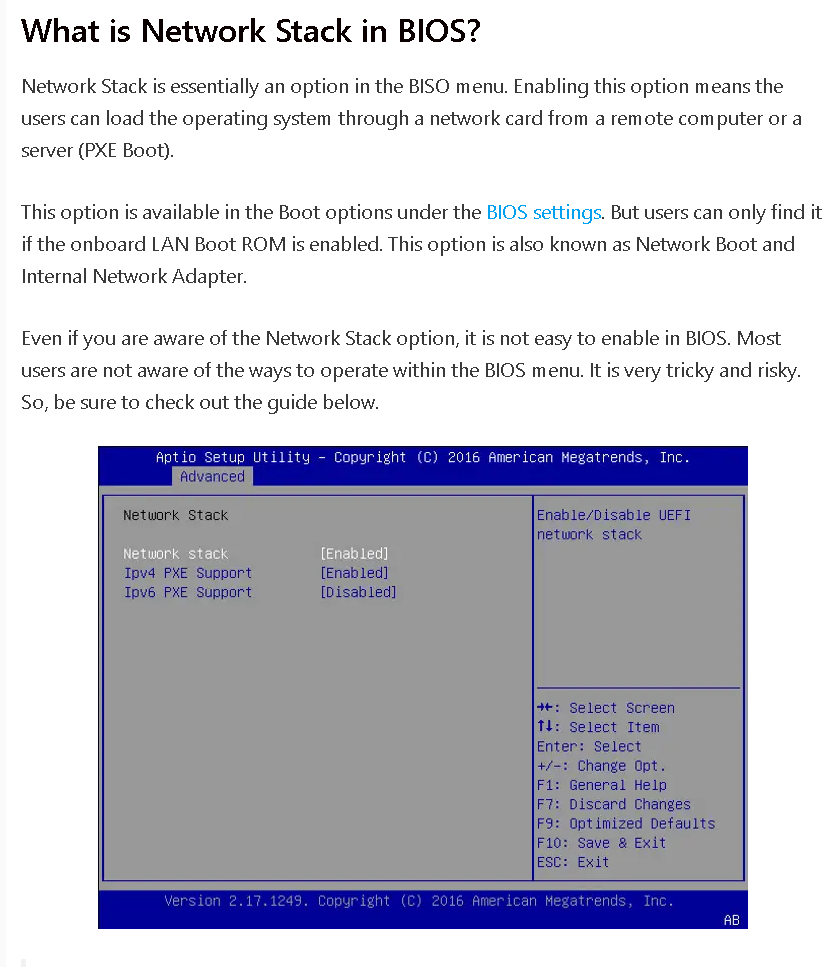 What is Network Stack in BIOS?
Network Stack is essentially an option in the BISO menu. Enabling this option means the
users can load the operating system through a network card from a remote computer or a
server (PXE Boot).
This option is available in the Boot options under the BIOS settings. But users can only find it
if the onboard LAN Boot ROM is enabled. This option is also known as Network Boot and
Internal Network Adapter.
Even if you are aware of the Network Stack option, it is not easy to enable in BIOS. Most
users are not aware of the ways to operate within the BIOS menu. It is very tricky and risky.
So, be sure to check out the guide below.
Aptio Setup Utility - Copyright (C) 2016 American Megatrends, Inc.
Advanced
Network Stack
Network stack [Enabled]
Ipv4 PXE Support [Enabled]
Ipv6 PXE Support [Disabled]
Enable/Disable UEFI
network stack
→←: Select Screen
↑↓: Select Item
Enter: Select
+/-: Change Opt.
F1: General Help
F7: Discard Changes
F9: Optimized Defaults
F10: Save & Exit
ESC: Exit
Version 2.17.1249. Copyright (C) 2016 American Megatrends, Inc.
AB